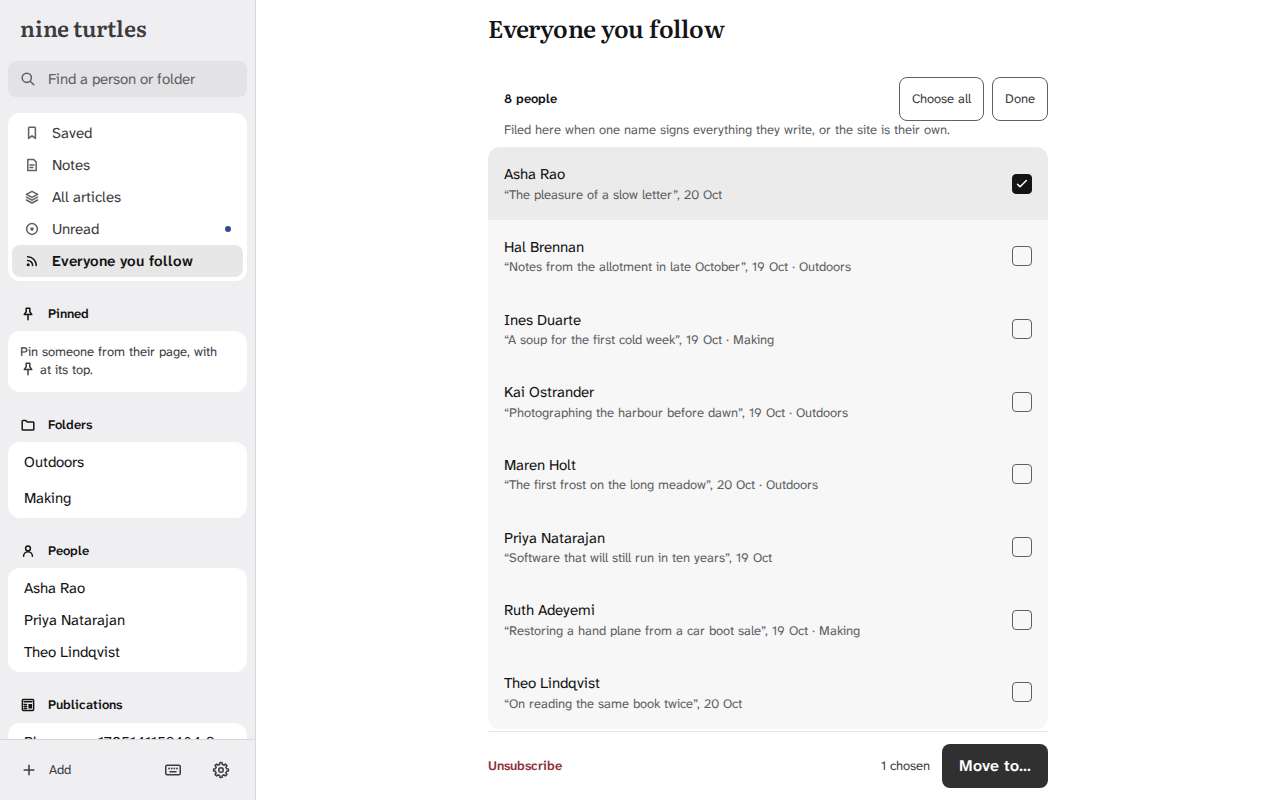 nine turtles
Find a person or folder
Saved
Notes
All articles
Unread
Everyone you follow
Pinned
Pin someone from their page, with
at its top.
Folders
Outdoors
Making
People
Asha Rao
Priya Natarajan
Theo Lindqvist
Publications
Add
Everyone you follow
8 people
Choose all
Done
Filed here when one name signs everything they write, or the site is their own.
Asha Rao
“The pleasure of a slow letter”, 20 Oct
Hal Brennan
“Notes from the allotment in late October”, 19 Oct · Outdoors
Ines Duarte
“A soup for the first cold week”, 19 Oct · Making
Kai Ostrander
“Photographing the harbour before dawn”, 19 Oct · Outdoors
Maren Holt
“The first frost on the long meadow”, 20 Oct · Outdoors
Priya Natarajan
“Software that will still run in ten years”, 19 Oct
Ruth Adeyemi
“Restoring a hand plane from a car boot sale”, 19 Oct · Making
Theo Lindqvist
“On reading the same book twice”, 20 Oct
Unsubscribe
1 chosen
Move to…